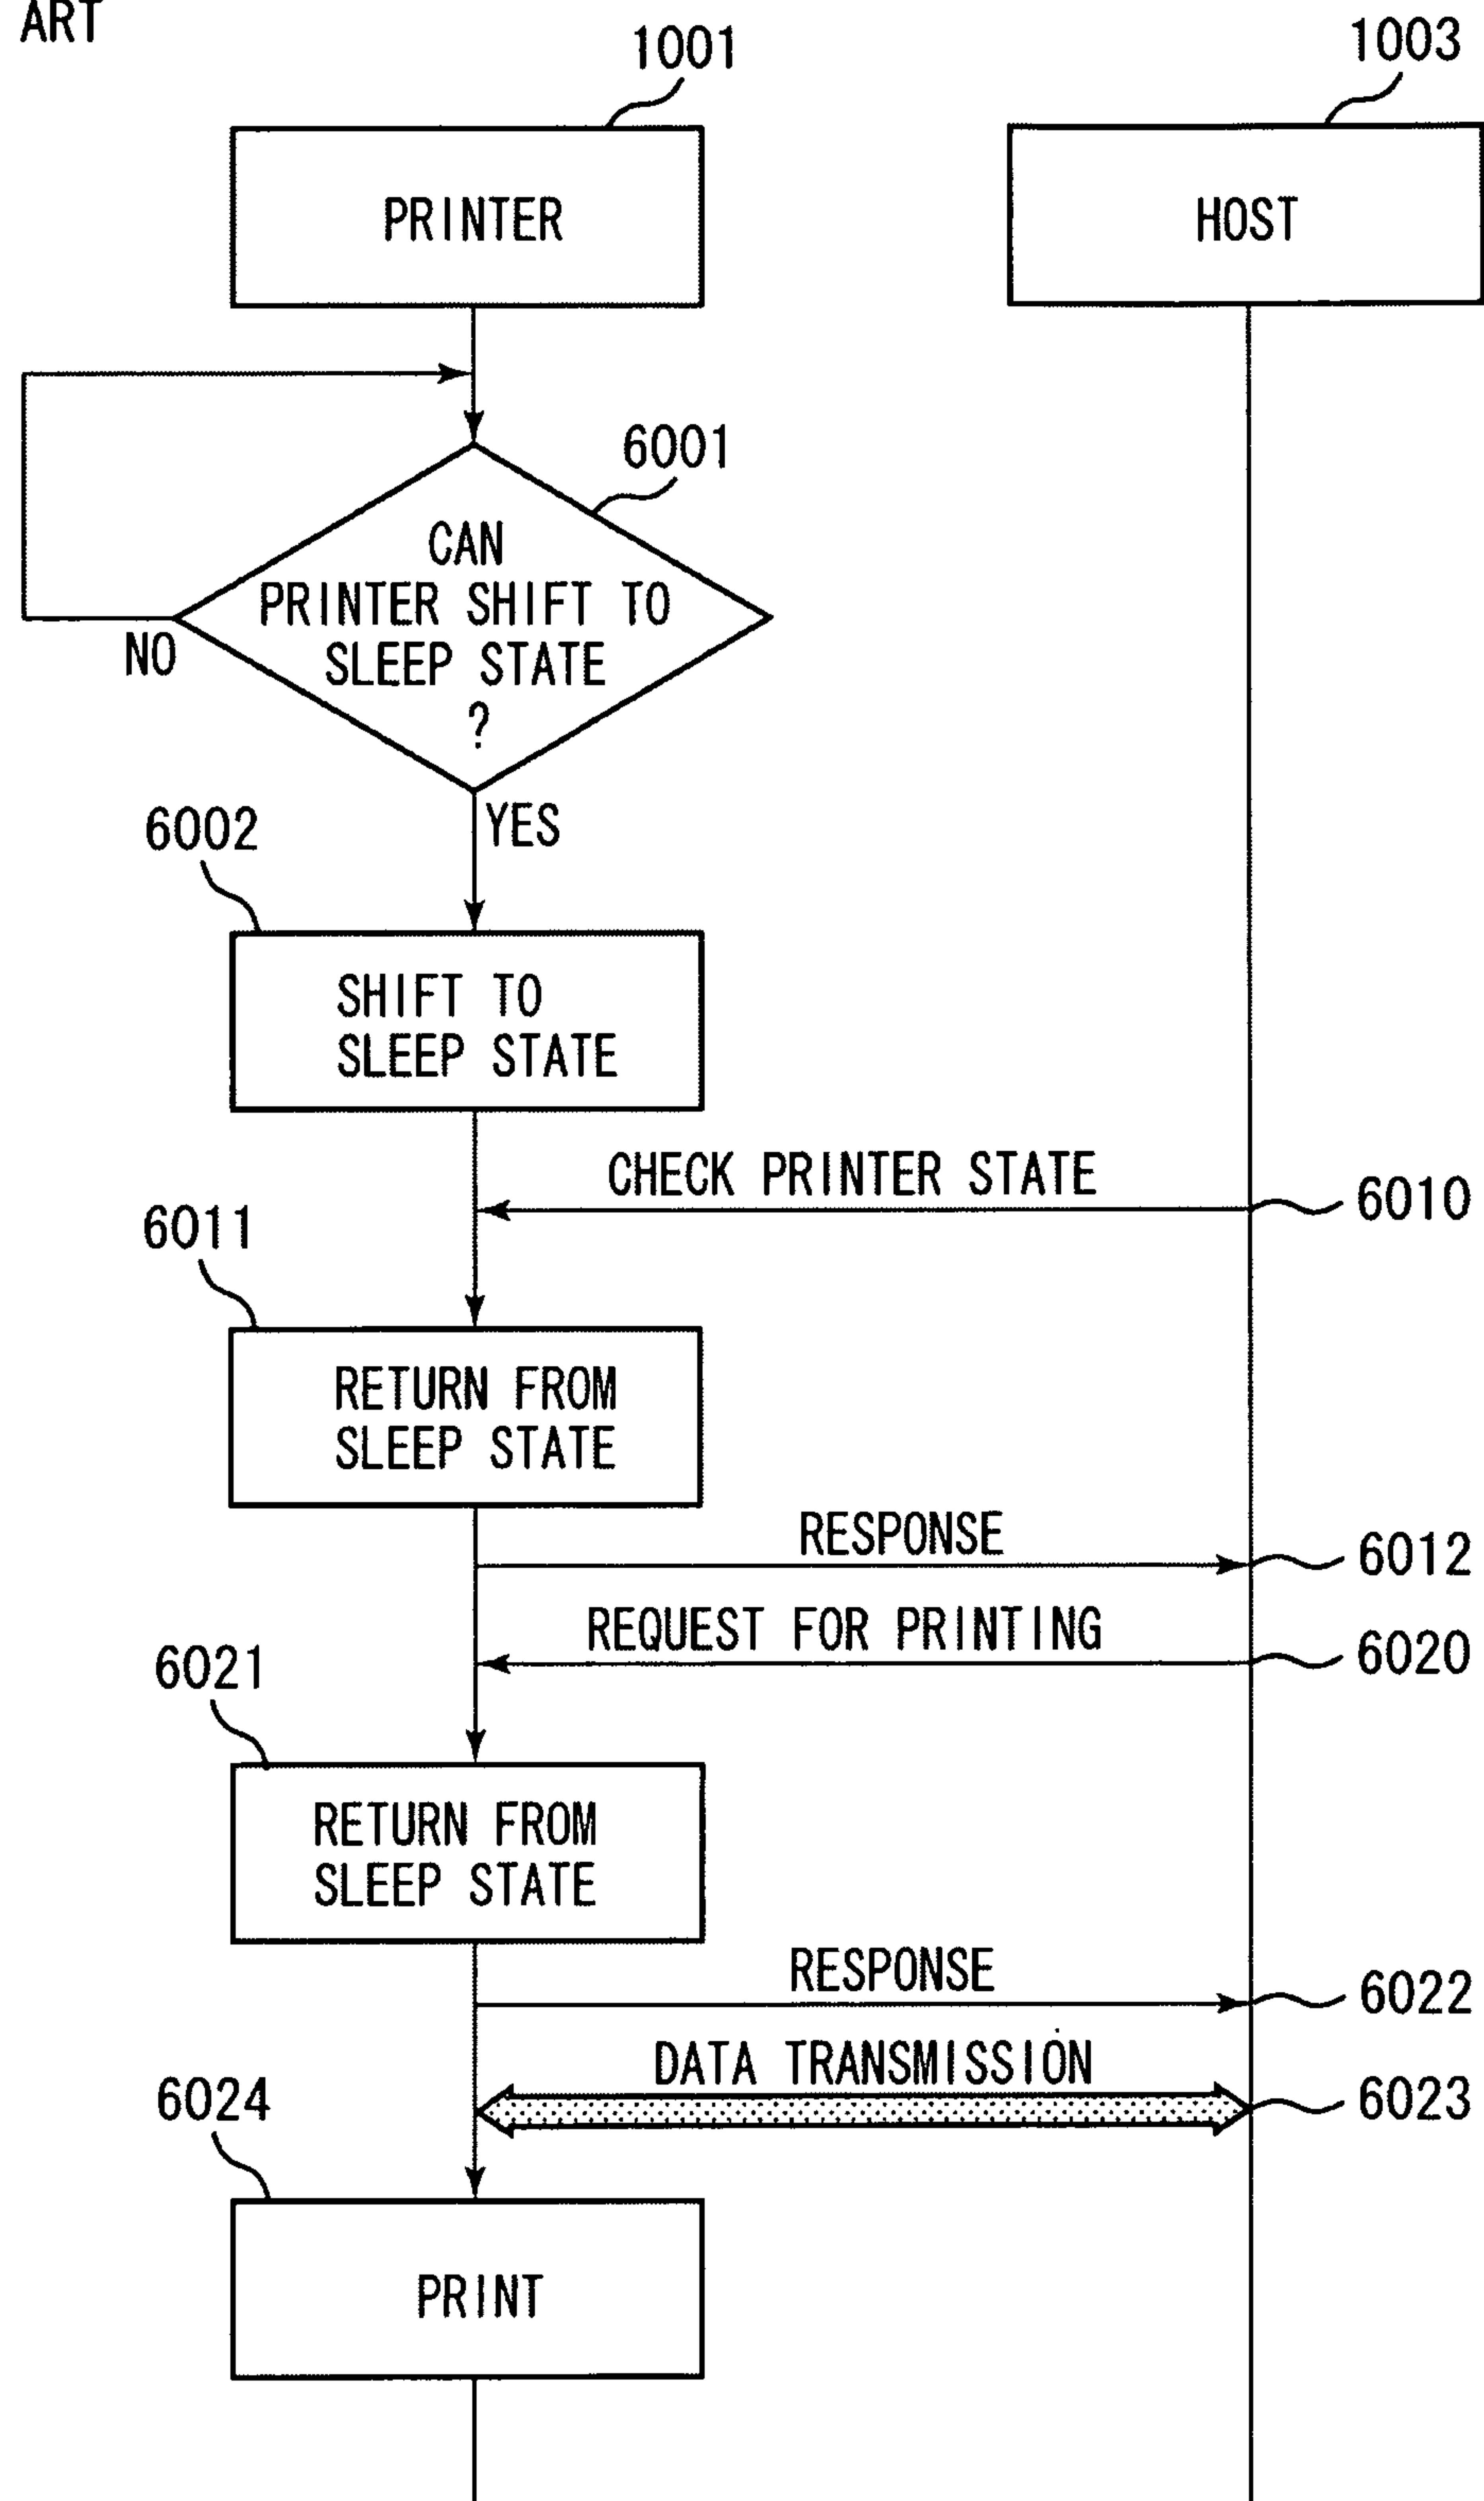 ART
1001
1003
PRINTER
HOST
6001
CAN
PRINTER SHIFT TO
SLEEP STATE
?
NO
YES
6002
SHIFT TO
SLEEP STATE
CHECK PRINTER STATE
6010
6011
RETURN FROM
SLEEP STATE
RESPONSE
6012
REQUEST FOR PRINTING
6020
6021
RETURN FROM
SLEEP STATE
RESPONSE
6022
DATA TRANSMISSION
6023
6024
PRINT